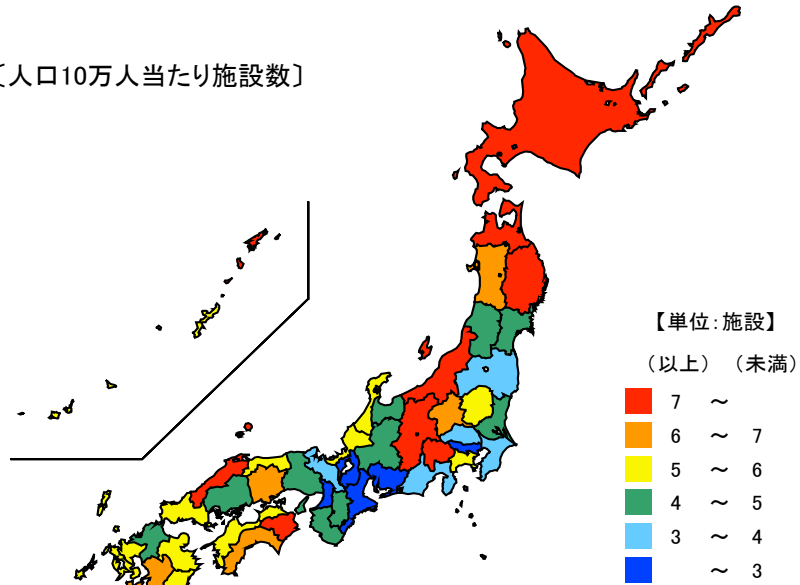 〔人口10万人当たり施設数〕
【単位：施設】
（以上） （未満）
7 ～
6 ～ 7
5 ～ 6
4 ～ 5
3 ～ 4
～ 3